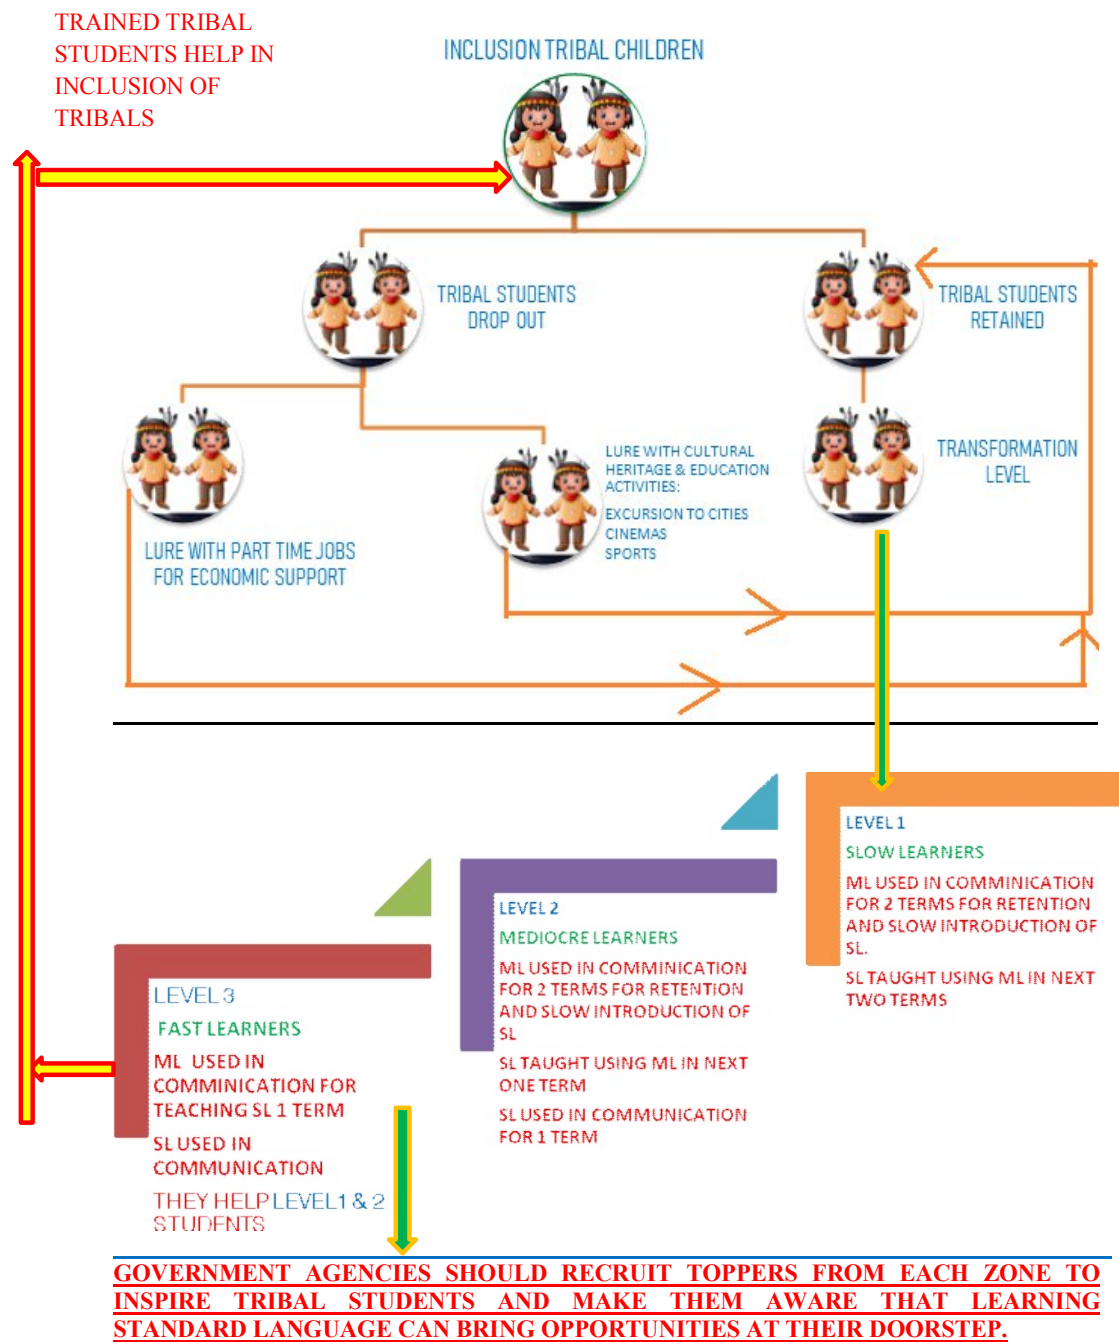 TRAINED TRIBAL
STUDENTS HELP IN
INCLUSION OF
TRIBALS
INCLUSION TRIBAL CHILDREN
TRIBAL STUDENTS
DROP OUT
TRIBAL STUDENTS
RETAINED
LURE WITH PART TIME JOBS
FOR ECONOMIC SUPPORT
LURE WITH CULTURAL
HERITAGE & EDUCATION
ACTIVITIES:
EXCURSION TO CITIES
CINEMAS
SPORTS
TRANSFORMATION
LEVEL
LEVEL 1
SLOW LEARNERS
ML USED IN COMMINICATION
FOR 2 TERMS FOR RETENTION
AND SLOW INTRODUCTION OF
SL.
SL TAUGHT USING ML IN NEXT
TWO TERMS
LEVEL 2
MEDIOCRE LEARNERS
ML USED IN COMMINICATION
FOR 2 TERMS FOR RETENTION
AND SLOW INTRODUCTION OF
SL
SL TAUGHT USING ML IN NEXT
ONE TERM
SL USED IN COMMUNICATION
FOR 1 TERM
LEVEL 3
FAST LEARNERS
ML USED IN
COMMINICATION FOR
TEACHING SL 1 TERM
SL USED IN
COMMUNICATION
THEY HELP LEVEL1 & 2
STUDENTS
GOVERNMENT AGENCIES SHOULD RECRUIT TOPPERS FROM EACH ZONE TO
INSPIRE TRIBAL STUDENTS AND MAKE THEM AWARE THAT LEARNING
STANDARD LANGUAGE CAN BRING OPPORTUNITIES AT THEIR DOORSTEP.